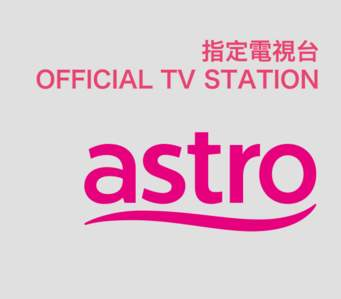 指定電視台
OFFICIAL TV STATION
astro